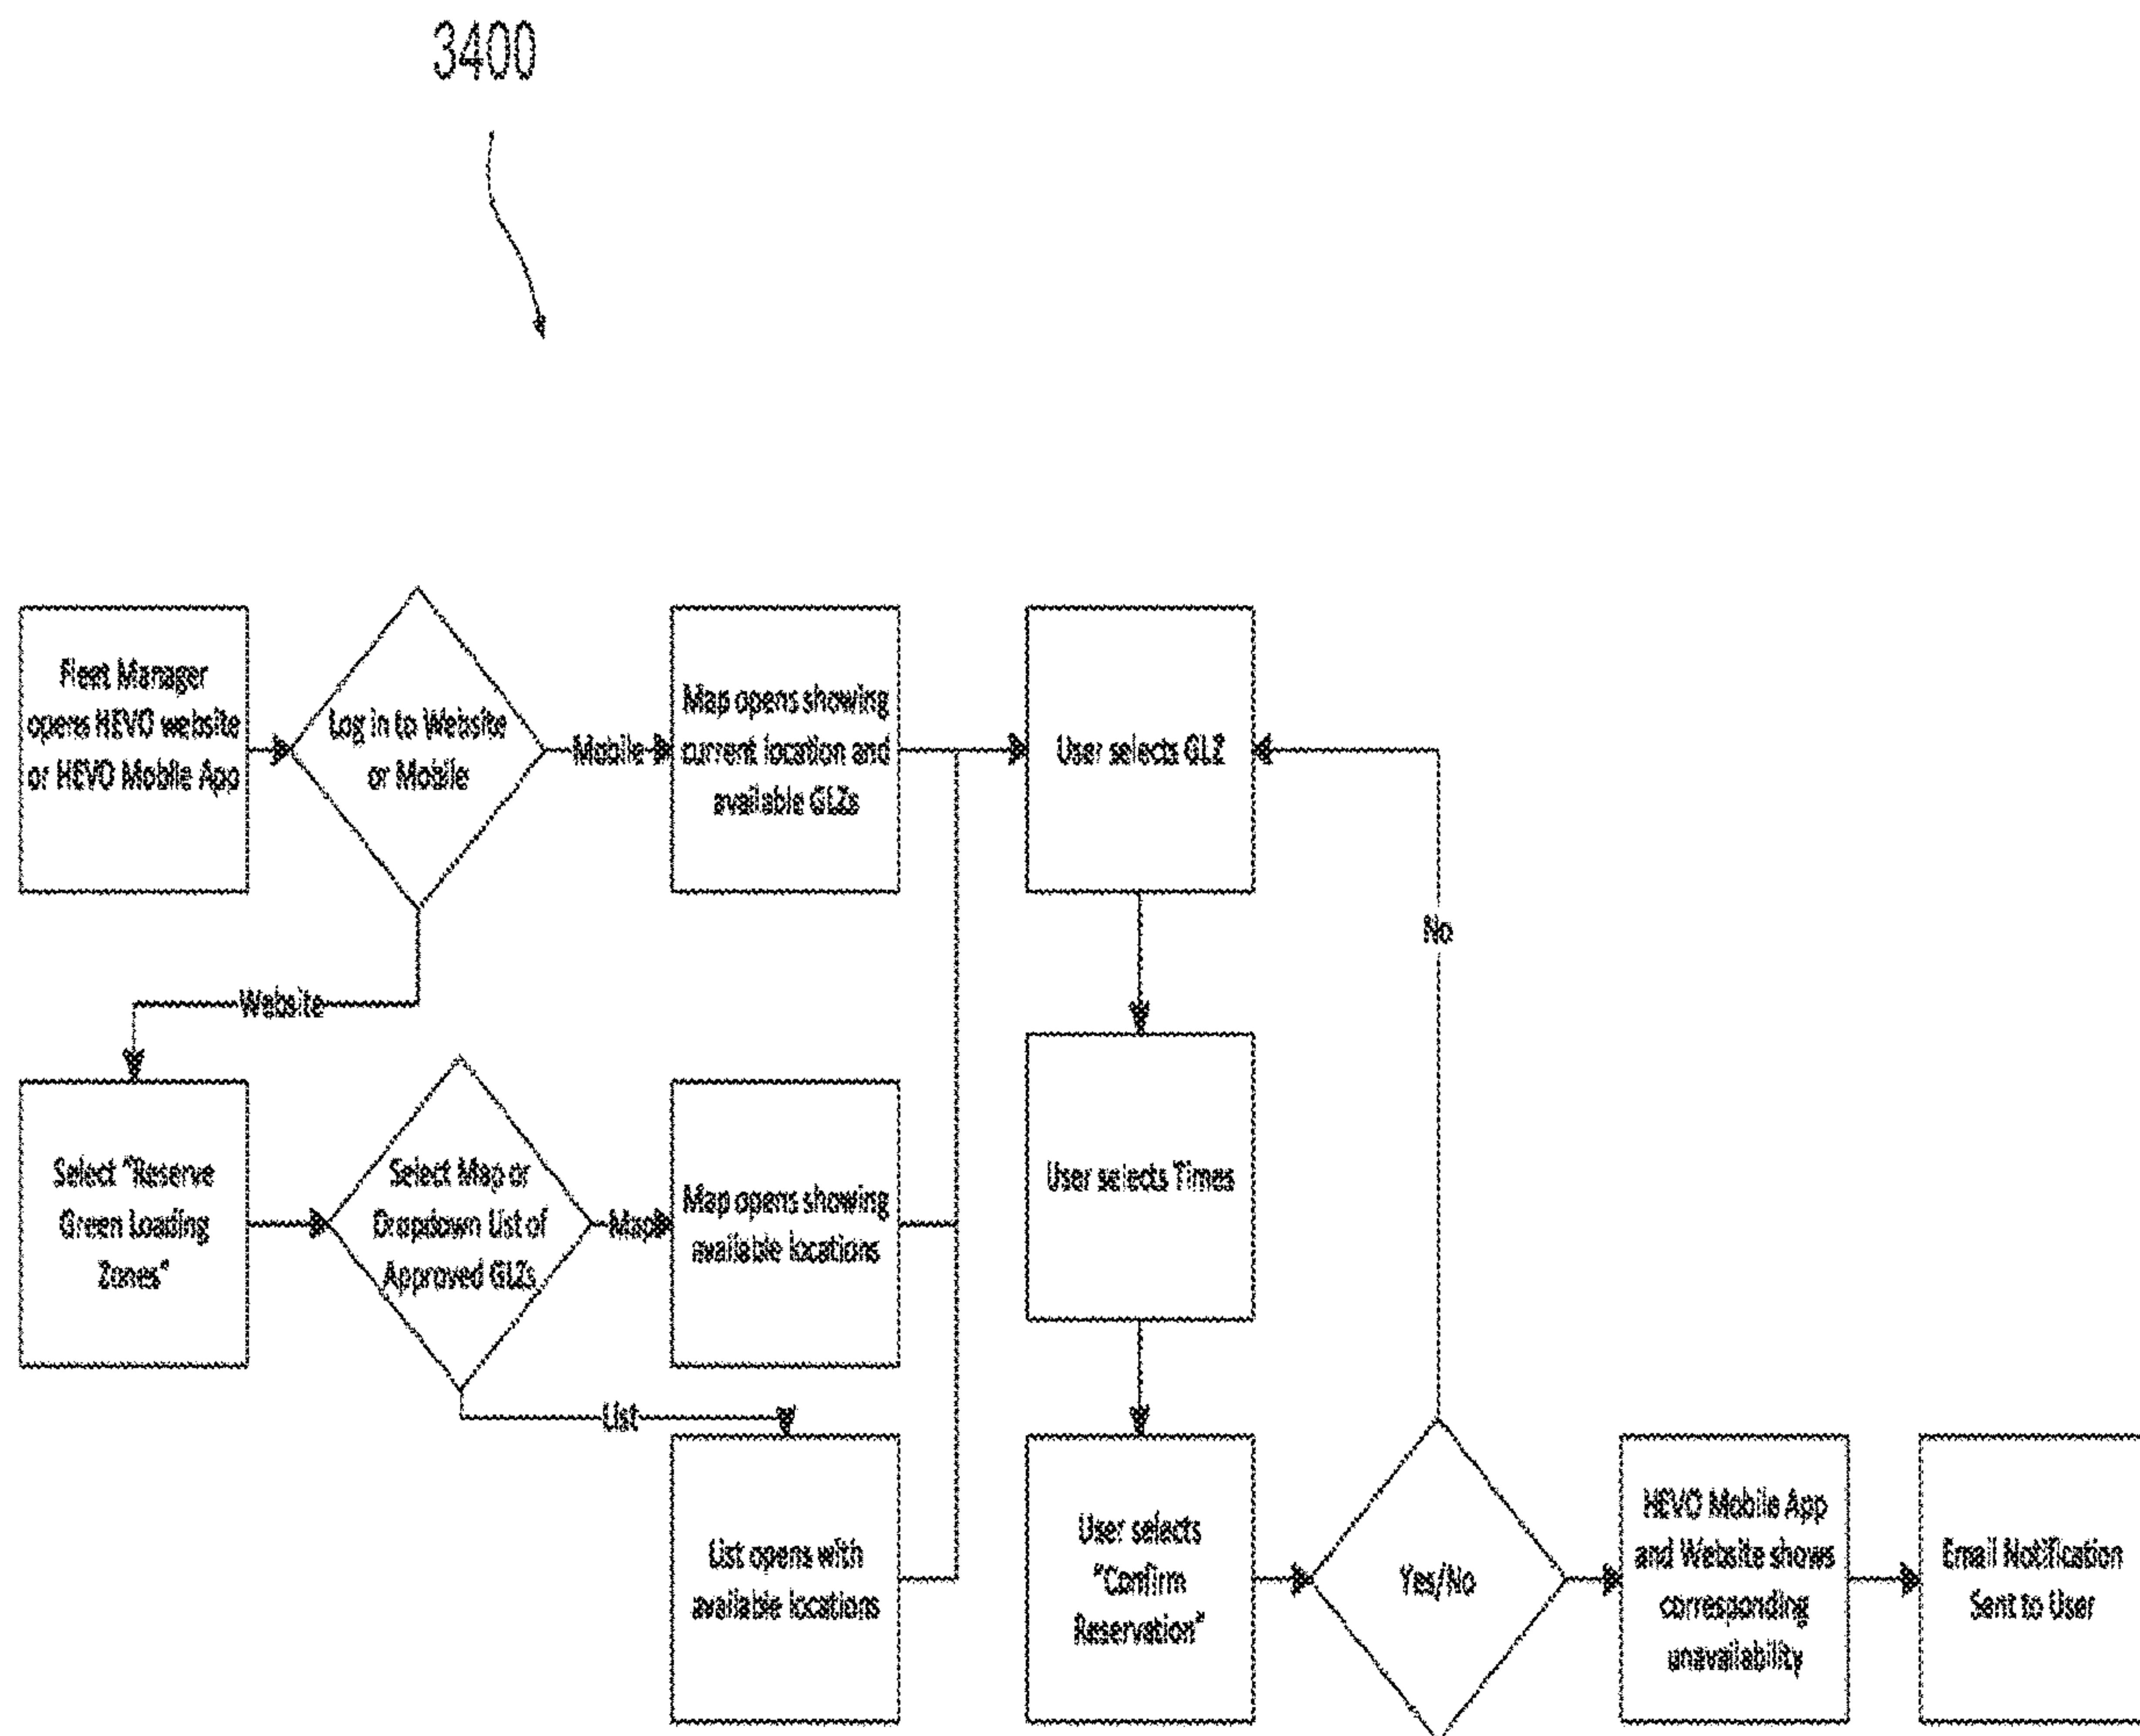 3400
Fleet Manager
opens HEVO website
or HEVO Mobile App
Log in to Website
or Mobile
Mobile
Map opens showing
current location and
available GLZs
User selects GLZ
No
Website
Select "Reserve
Green Loading
Zones"
Select Map or
Dropdown List of
Approved GLZs
Map
Map opens showing
available locations
User selects Times
List
List opens with
available locations
User selects
"Confirm
Reservation"
Yes/No
HEVO Mobile App
and Website shows
corresponding
unavailability
Email Notification
Sent to User